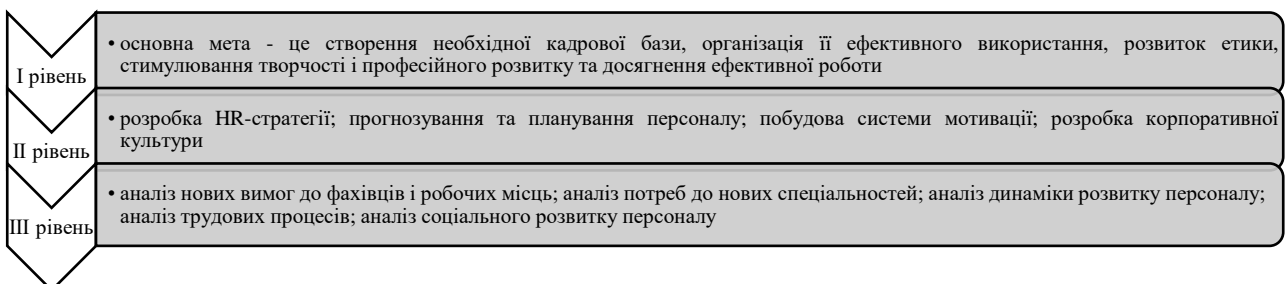 I рівень
• основна мета - це створення необхідної кадрової бази, організація її ефективного використання, розвиток етики,
стимулювання творчості і професійного розвитку та досягнення ефективної роботи
II рівень
• розробка HR-стратегії; прогнозування та планування персоналу; побудова системи мотивації; розробка корпоративної
культури
III рівень
• аналіз нових вимог до фахівців і робочих місць; аналіз потреб до нових спеціальностей; аналіз динаміки розвитку персоналу;
аналіз трудових процесів; аналіз соціального розвитку персоналу